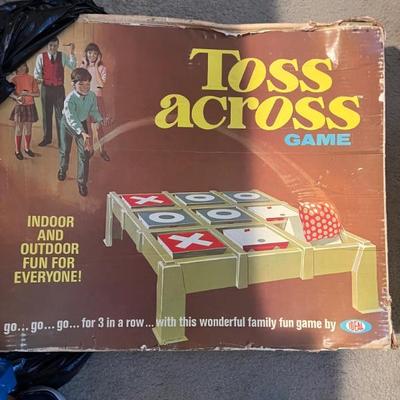 Toss
across™
GAME
INDOOR
AND
OUTDOOR
FUN FOR
EVERYONE!
X O O
X O
X
go... go... go... for 3 in a row... with this wonderful family fun game by IDEAL